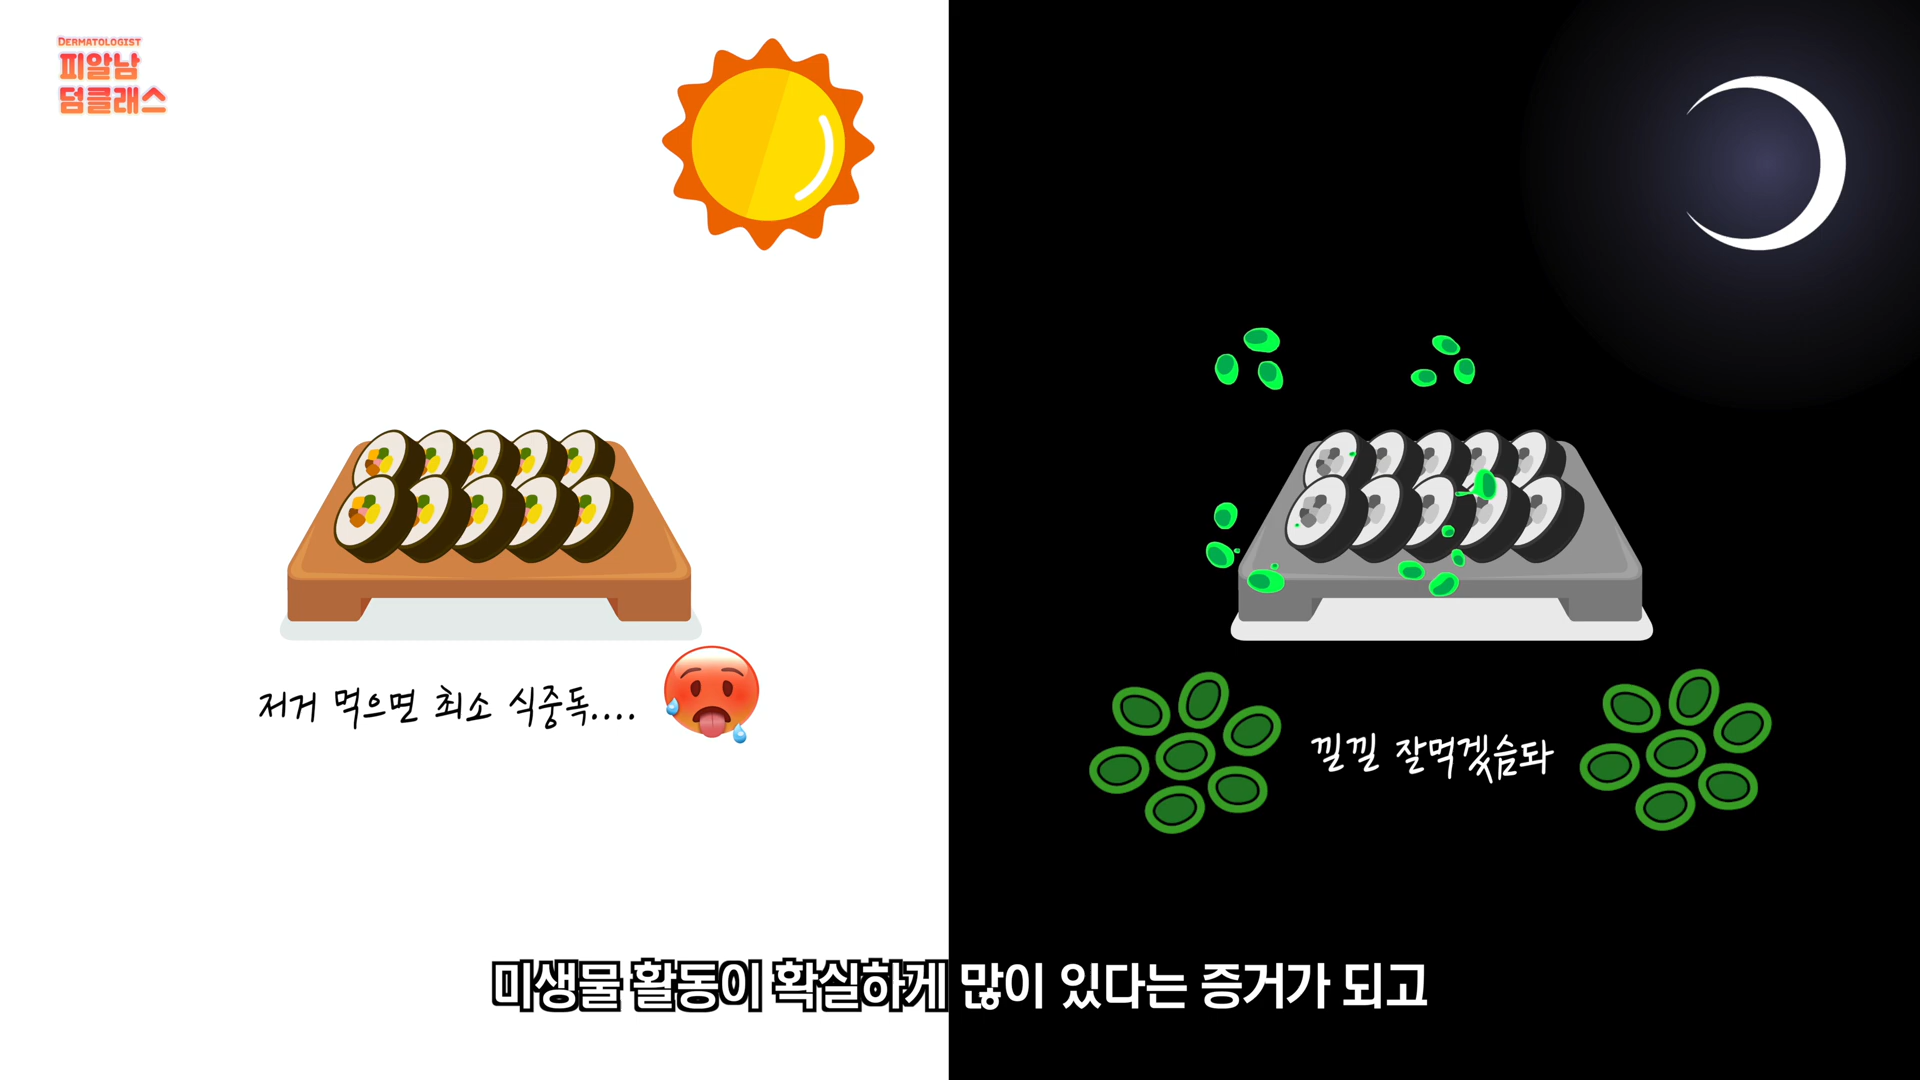 DERMATOLOGIST
피알남
덤클래스
저거 먹으면 최소 식중독....
낄낄 잘먹겠슴돠
미생물 활동이 확실하게 많이 있다는 증거가 되고